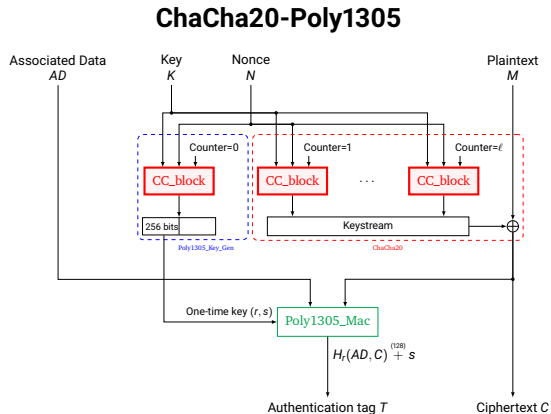 ChaCha20-Poly1305
Associated Data
AD
Key
K
Nonce
N
Plaintext
M
Counter=0
Counter=1
Counter=ℓ
CC_block
CC_block
...
CC_block
256 bits
Keystream
Poly1305_Key_Gen
ChaCha20
One-time key (r, s)
Poly1305_Mac
H_r(AD, C) (128)+ s
Authentication tag T
Ciphertext C